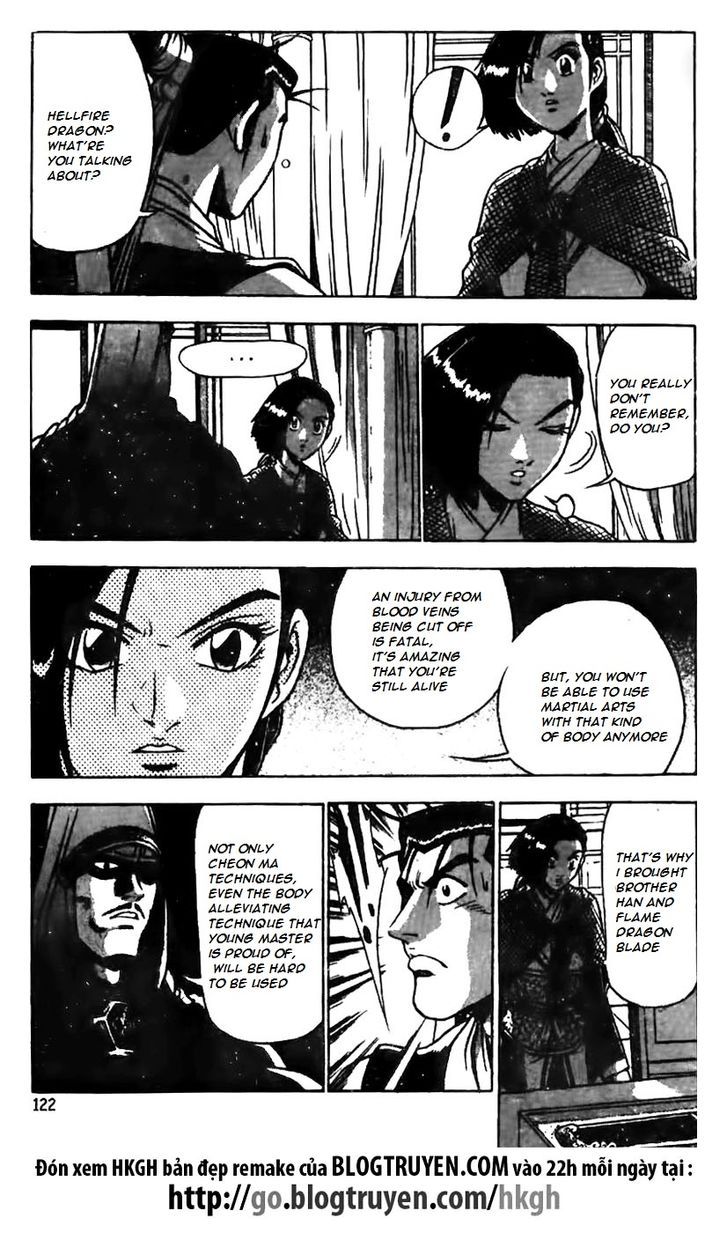 HELLFIRE
DRAGON?
WHAT'RE
YOU TALKING
ABOUT?
!
...
YOU REALLY
DON'T
REMEMBER,
DO YOU?
AN INJURY FROM
BLOOD VEINS
BEING CUT OFF
IS FATAL,
IT'S AMAZING
THAT YOU'RE
STILL ALIVE
BUT, YOU WON'T
BE ABLE TO USE
MARTIAL ARTS
WITH THAT KIND
OF BODY ANYMORE
NOT ONLY
CHEON MA
TECHNIQUES,
EVEN THE BODY
ALLEVIATING
TECHNIQUE THAT
YOUNG MASTER
IS PROUD OF,
WILL BE HARD
TO BE USED
!
THAT'S WHY
I BROUGHT
BROTHER
HAN AND
FLAME
DRAGON
BLADE
122
Đón xem HKGH bản đẹp remake của BLOGTRUYEN.COM vào 22h mỗi ngày tại :
http://go.blogtruyen.com/hkgh